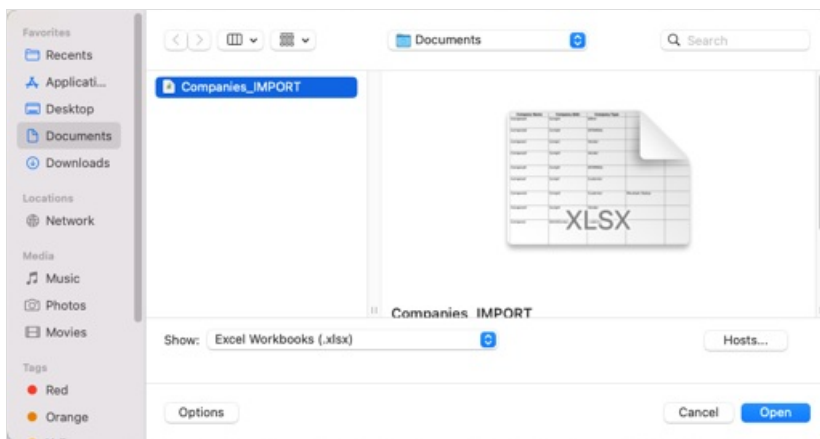 Favorites
Recents
Applicati...
Desktop
Documents
Downloads
Locations
Network
Media
Music
Photos
Movies
Tags
Red
Orange
Documents
Search
Companies_IMPORT
XLSX
Companies_IMPORT
Show: Excel Workbooks (.xlsx)
Hosts...
Options
Cancel
Open